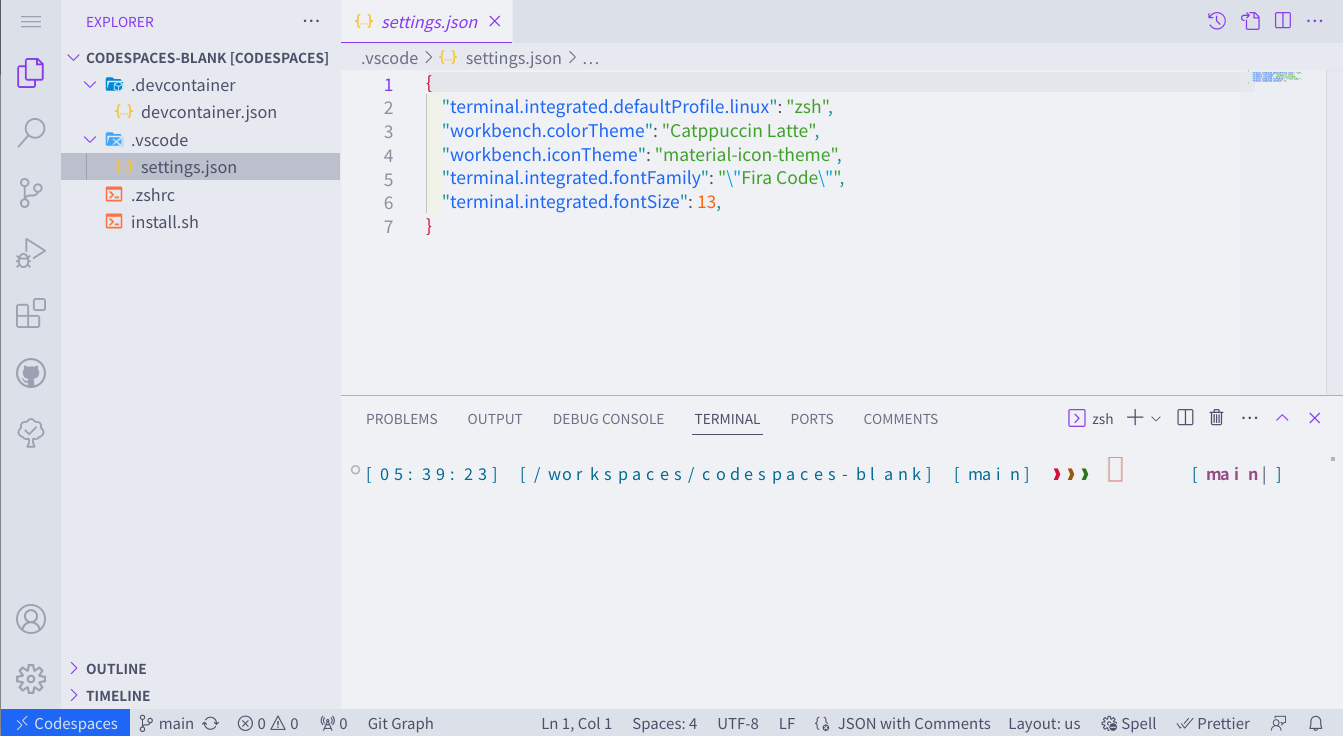 EXPLORER
CODESPACES-BLANK [CODESPACES]
.devcontainer
devcontainer.json
.vscode
settings.json
.zshrc
install.sh
OUTLINE
TIMELINE
settings.json
.vscode > settings.json > ...
1 {
2 "terminal.integrated.defaultProfile.linux": "zsh",
3 "workbench.colorTheme": "Catppuccin Latte",
4 "workbench.iconTheme": "material-icon-theme",
5 "terminal.integrated.fontFamily": "\"Fira Code\"",
6 "terminal.integrated.fontSize": 13,
7 }
PROBLEMS OUTPUT DEBUG CONSOLE TERMINAL PORTS COMMENTS zsh
[05:39:23] [/workspaces/codespaces-blank] [main] ❯❯❯ [main|]
Codespaces main 0 0 0 Git Graph Ln 1, Col 1 Spaces: 4 UTF-8 LF {} JSON with Comments Layout: us Spell Prettier